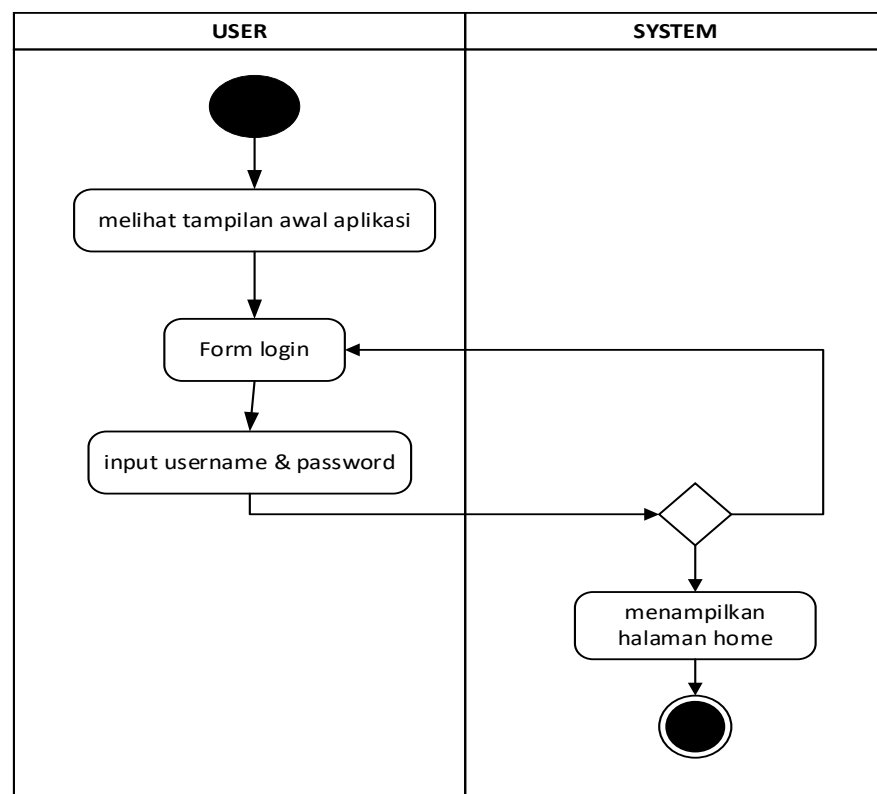 USER
SYSTEM
melihat tampilan awal aplikasi
Form login
input username & password
menampilkan
halaman home